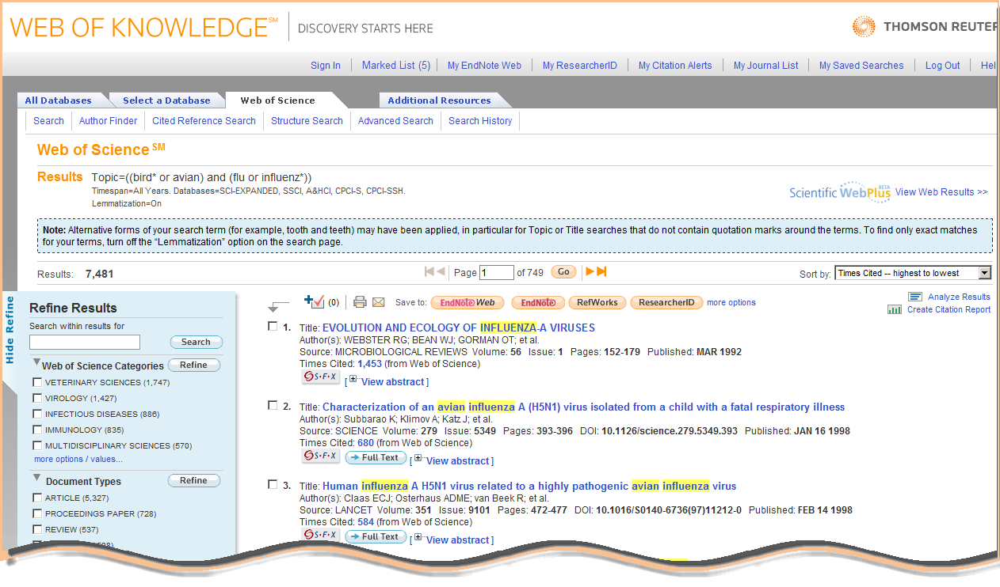 WEB OF KNOWLEDGE SM DISCOVERY STARTS HERE
THOMSON REUTER
Sign In Marked List (5) My EndNote Web My ResearcherID My Citation Alerts My Journal List My Saved Searches Log Out Hel
All Databases Select a Database Web of Science Additional Resources
Search Author Finder Cited Reference Search Structure Search Advanced Search Search History
Web of Science SM
Results Topic=((bird* or avian) and (flu or influenz*))
Timespan=All Years. Databases=SCI-EXPANDED, SSCI, A&HCI, CPCI-S, CPCI-SSH.
Lemmatization=On
Scientific WebPlus BETA View Web Results >>
Note: Alternative forms of your search term (for example, tooth and teeth) may have been applied, in particular for Topic or Title searches that do not contain quotation marks around the terms. To find only exact matches
for your terms, turn off the “Lemmatization” option on the search page.
Results: 7,481 Page 1 of 749 Go Sort by: Times Cited -- highest to lowest
Hide Refine
Refine Results
Search within results for
Search
Web of Science Categories Refine
VETERINARY SCIENCES (1,747)
VIROLOGY (1,427)
INFECTIOUS DISEASES (886)
IMMUNOLOGY (835)
MULTIDISCIPLINARY SCIENCES (570)
more options / values...
Document Types Refine
ARTICLE (5,327)
PROCEEDINGS PAPER (728)
REVIEW (537)
(0) Save to: EndNote Web EndNote RefWorks ResearcherID more options
Analyze Results
Create Citation Report
1. Title: EVOLUTION AND ECOLOGY OF INFLUENZA-A VIRUSES
Author(s): WEBSTER RG; BEAN WJ; GORMAN OT; et al.
Source: MICROBIOLOGICAL REVIEWS Volume: 56 Issue: 1 Pages: 152-179 Published: MAR 1992
Times Cited: 1,453 (from Web of Science)
S·F·X [ View abstract ]
2. Title: Characterization of an avian influenza A (H5N1) virus isolated from a child with a fatal respiratory illness
Author(s): Subbarao K; Klimov A; Katz J; et al.
Source: SCIENCE Volume: 279 Issue: 5349 Pages: 393-396 DOI: 10.1126/science.279.5349.393 Published: JAN 16 1998
Times Cited: 680 (from Web of Science)
S·F·X Full Text [ View abstract ]
3. Title: Human influenza A H5N1 virus related to a highly pathogenic avian influenza virus
Author(s): Claas ECJ; Osterhaus ADME; van Beek R; et al.
Source: LANCET Volume: 351 Issue: 9101 Pages: 472-477 DOI: 10.1016/S0140-6736(97)11212-0 Published: FEB 14 1998
Times Cited: 584 (from Web of Science)
S·F·X Full Text [ View abstract ]